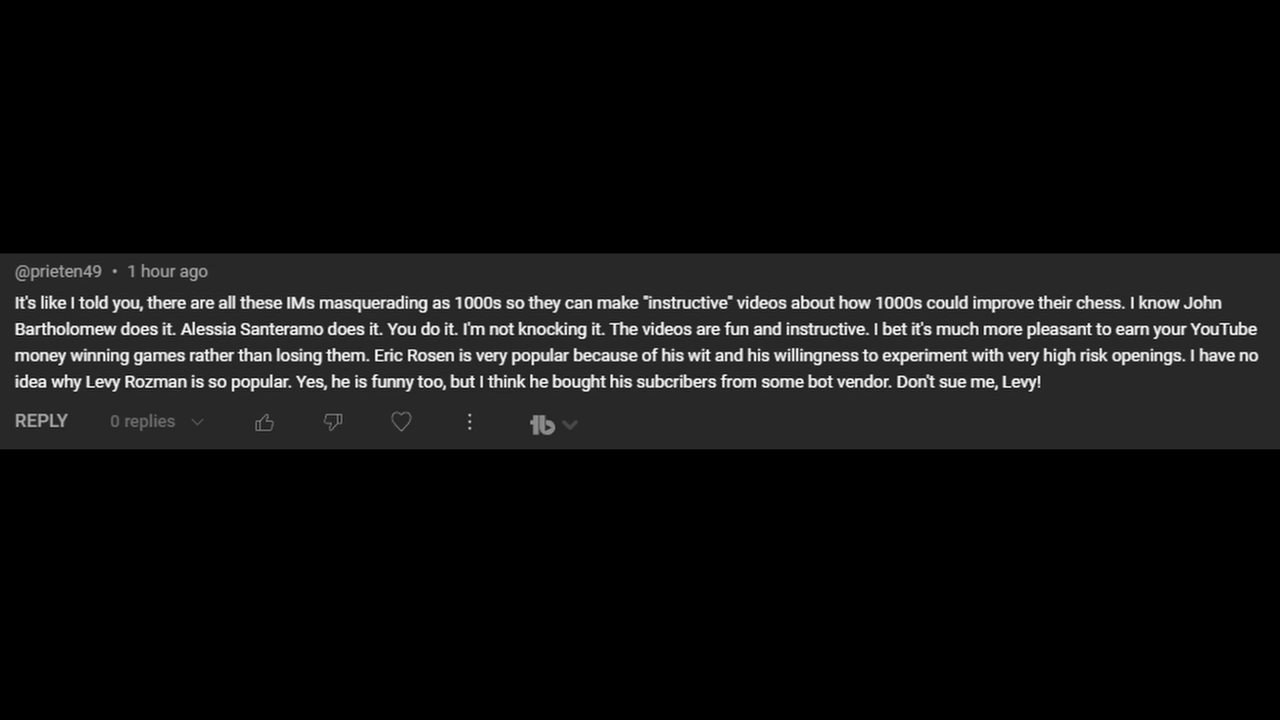 @prieten49 • 1 hour ago
It's like I told you, there are all these IMs masquerading as 1000s so they can make "instructive" videos about how 1000s could improve their chess. I know John
Bartholomew does it. Alessia Santeramo does it. You do it. I'm not knocking it. The videos are fun and instructive. I bet it's much more pleasant to earn your YouTube
money winning games rather than losing them. Eric Rosen is very popular because of his wit and his willingness to experiment with very high risk openings. I have no
idea why Levy Rozman is so popular. Yes, he is funny too, but I think he bought his subcribers from some bot vendor. Don't sue me, Levy!
REPLY 0 replies